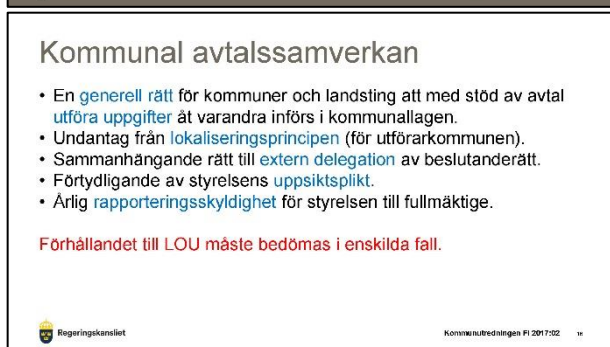 Kommunal avtalssamverkan
• En generell rätt för kommuner och landsting att med stöd av avtal
utföra uppgifter åt varandra införs i kommunallagen.
• Undantag från lokaliseringsprincipen (för utförarkommunen).
• Sammanhängande rätt till extern delegation av beslutanderätt.
• Förtydligande av styrelsens uppsiktsplikt.
• Årlig rapporteringsskyldighet för styrelsen till fullmäktige.
Förhållandet till LOU måste bedömas i enskilda fall.
Regeringskansliet
Kommunutredningen Fi 2017:02